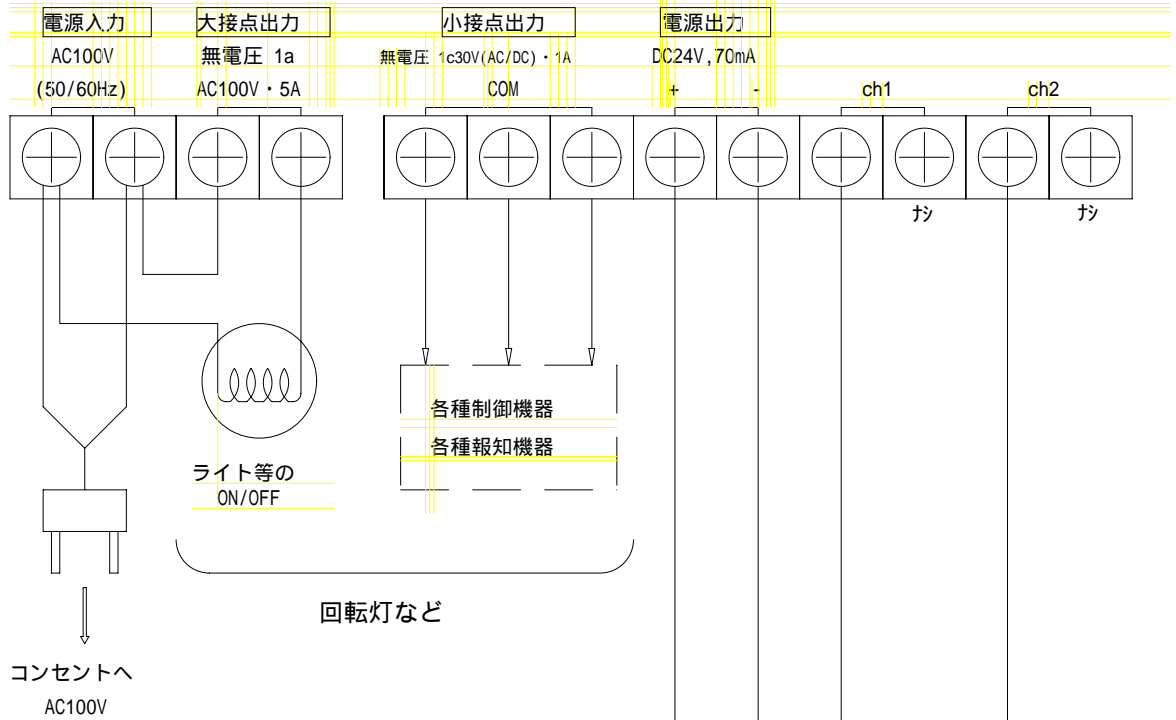 電源入力 大接点出力 小接点出力 電源出力
AC100V 無電圧 1a 無電圧 1c30V(AC/DC)・1A DC24V,70mA
(50/60Hz) AC100V・5A COM + - ch1 ch2
ナシ ナシ
各種制御機器
各種報知機器
ライト等の
ON/OFF
回転灯など
コンセントへ
AC100V